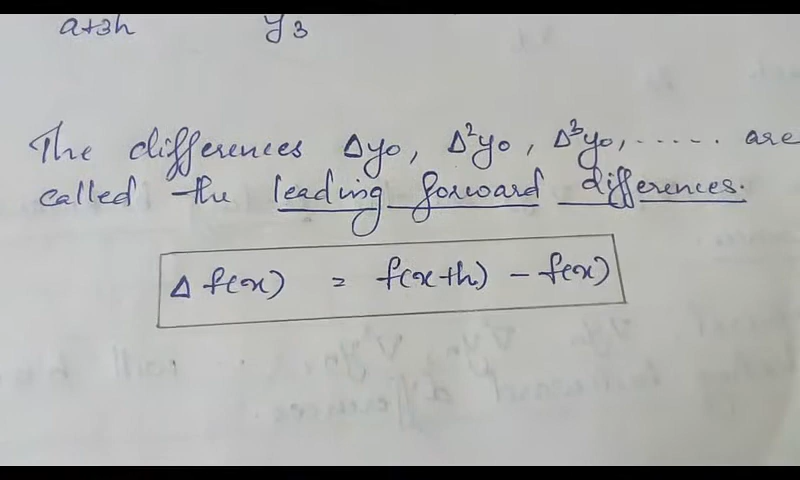 a+3h y3
The differences Δy0, Δ²y0, Δ³y0, ..... are
called the leading forward differences.
Δ f(x) = f(x+h) - f(x)